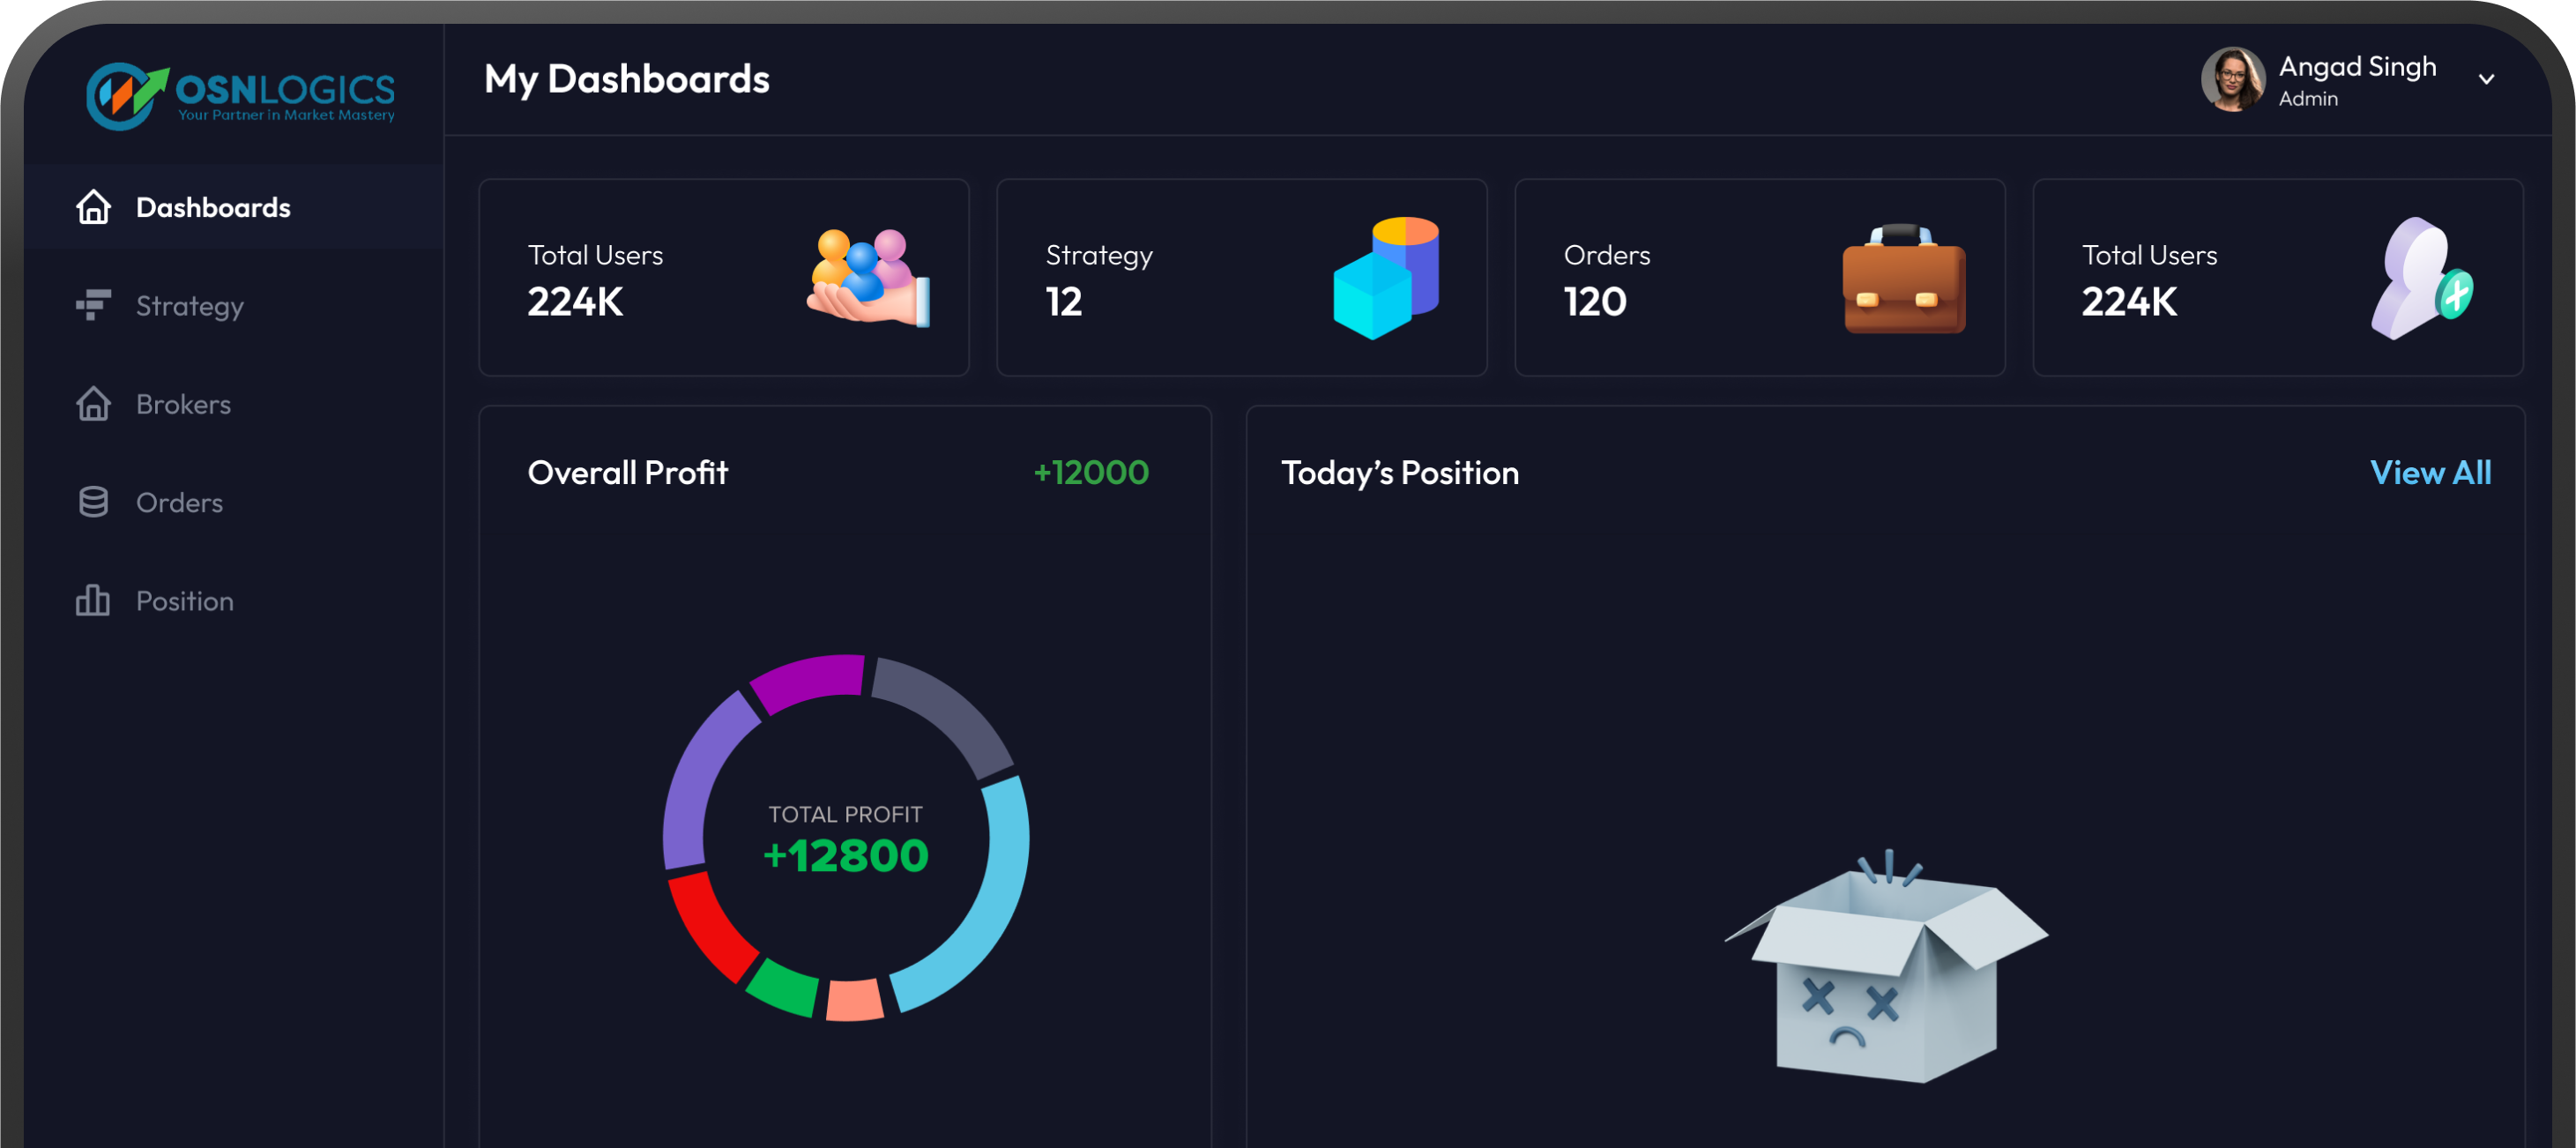 OSNLOGICS
Your Partner in Market Mastery
My Dashboards
Angad Singh
Admin
Dashboards
Strategy
Brokers
Orders
Position
Total Users
224K
Strategy
12
Orders
120
Total Users
224K
Overall Profit
+12000
TOTAL PROFIT
+12800
Today’s Position
View All